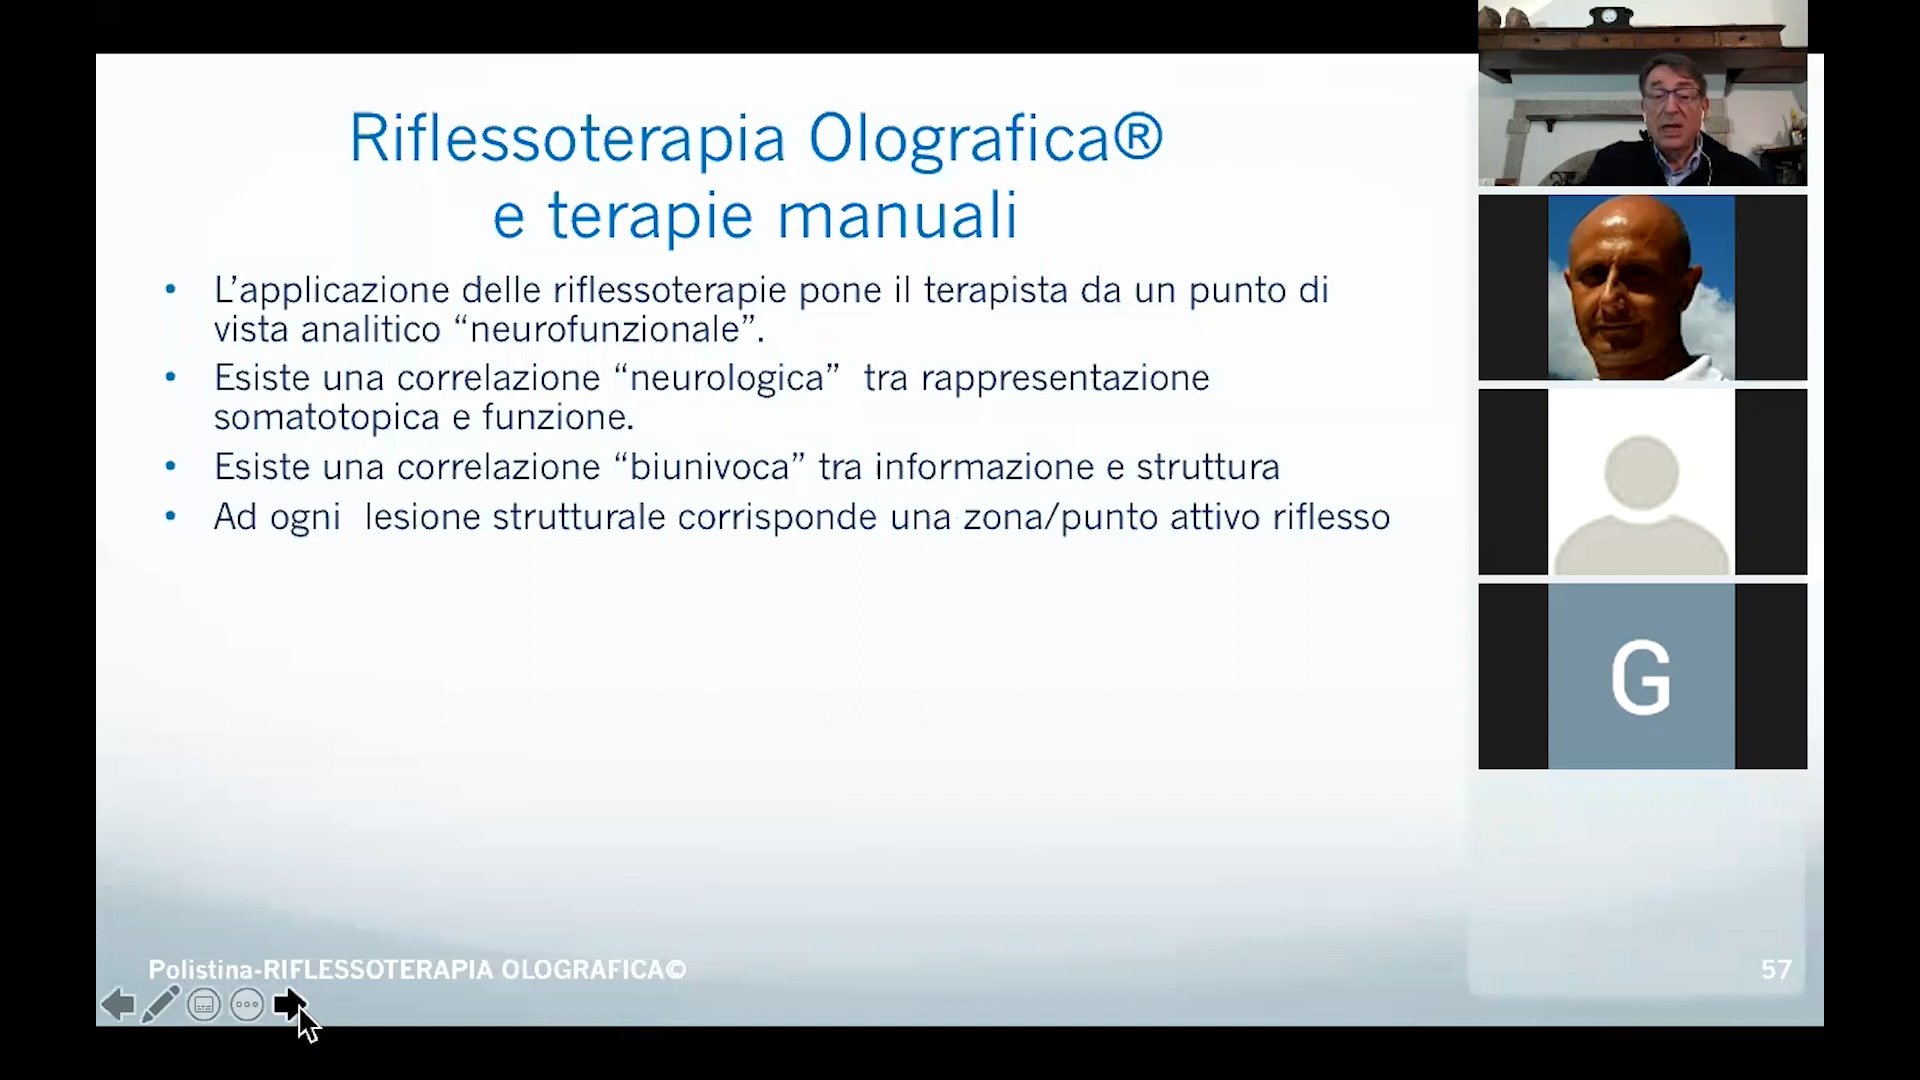 Riflessoterapia Olografica®
e terapie manuali
• L’applicazione delle riflessoterapie pone il terapista da un punto di
vista analitico “neurofunzionale”.
• Esiste una correlazione “neurologica” tra rappresentazione
somatotopica e funzione.
• Esiste una correlazione “biunivoca” tra informazione e struttura
• Ad ogni lesione strutturale corrisponde una zona/punto attivo riflesso
G
Polistina-RIFLESSOTERAPIA OLOGRAFICA©
57